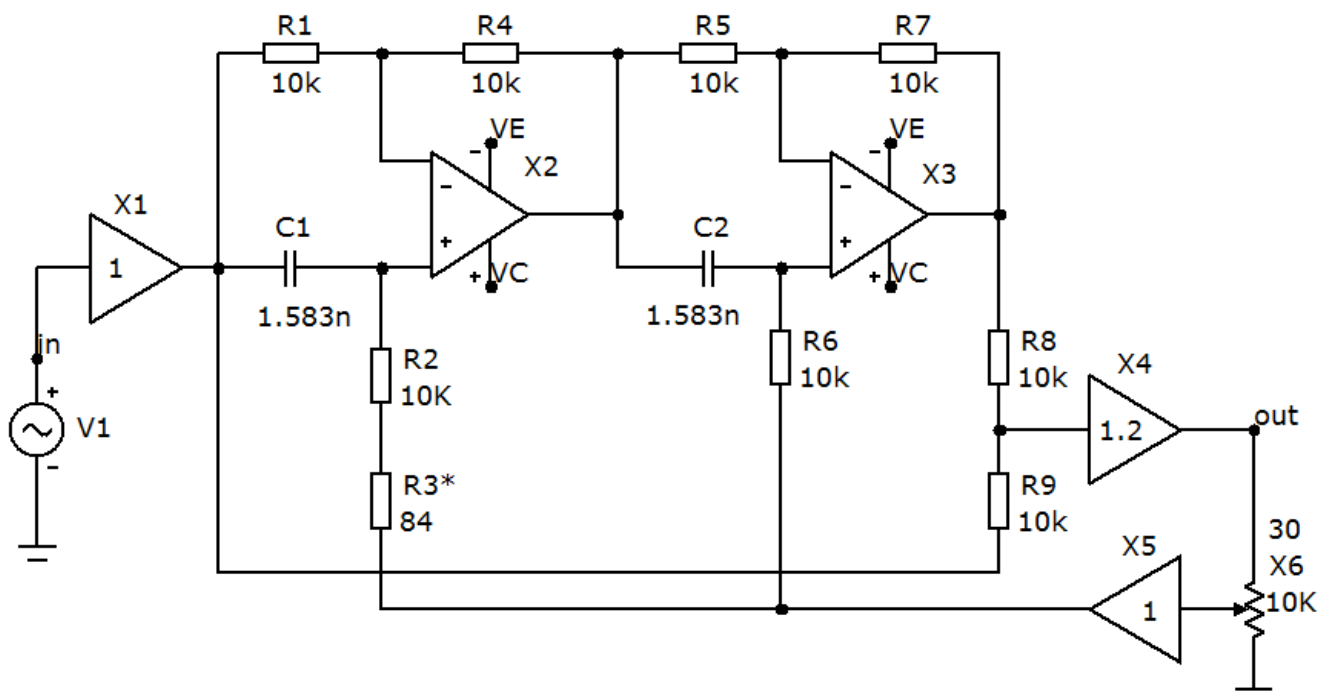 R1
10k
R4
10k
R5
10k
R7
10k
VE
-
X2
-
+
+
VC
VE
-
X3
-
+
+
VC
X1
1
C1
1.583n
C2
1.583n
in
+
V1
-
R2
10K
R3*
84
R6
10k
R8
10k
R9
10k
X4
1.2
out
X5
1
30
X6
10K